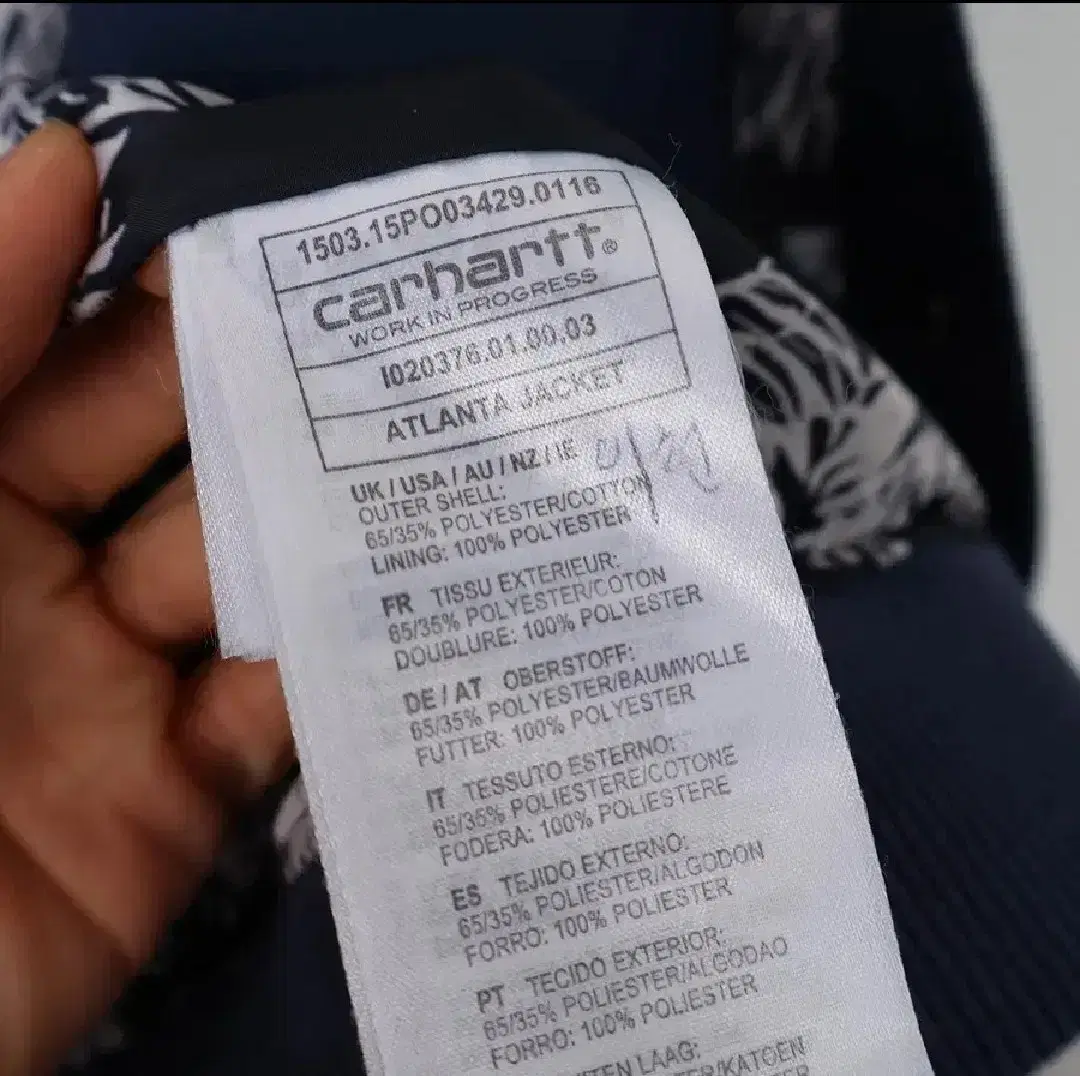 1503.15PO03429.0116
carhartt®
WORK IN PROGRESS
I020376.01.00.03
ATLANTA JACKET
UK / USA / AU / NZ / IE
OUTER SHELL:
65/35% POLYESTER/COTTON
LINING: 100% POLYESTER
FR TISSU EXTERIEUR:
65/35% POLYESTER/COTON
DOUBLURE: 100% POLYESTER
DE / AT OBERSTOFF:
65/35% POLYESTER/BAUMWOLLE
FUTTER: 100% POLYESTER
IT TESSUTO ESTERNO:
65/35% POLIESTERE/COTONE
FODERA: 100% POLIESTERE
ES TEJIDO EXTERNO:
65/35% POLIESTER/ALGODON
FORRO: 100% POLIESTER
PT TECIDO EXTERIOR:
65/35% POLIESTER/ALGODAO
FORRO: 100% POLIESTER
LAAG: